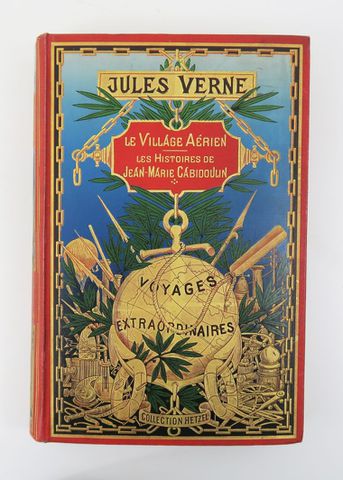 JULES VERNE
LE VILLAGE AÉRIEN
LES HISTOIRES DE
JEAN-MARIE CABIDOULIN
VOYAGES
EXTRAORDINAIRES
COLLECTION HETZEL